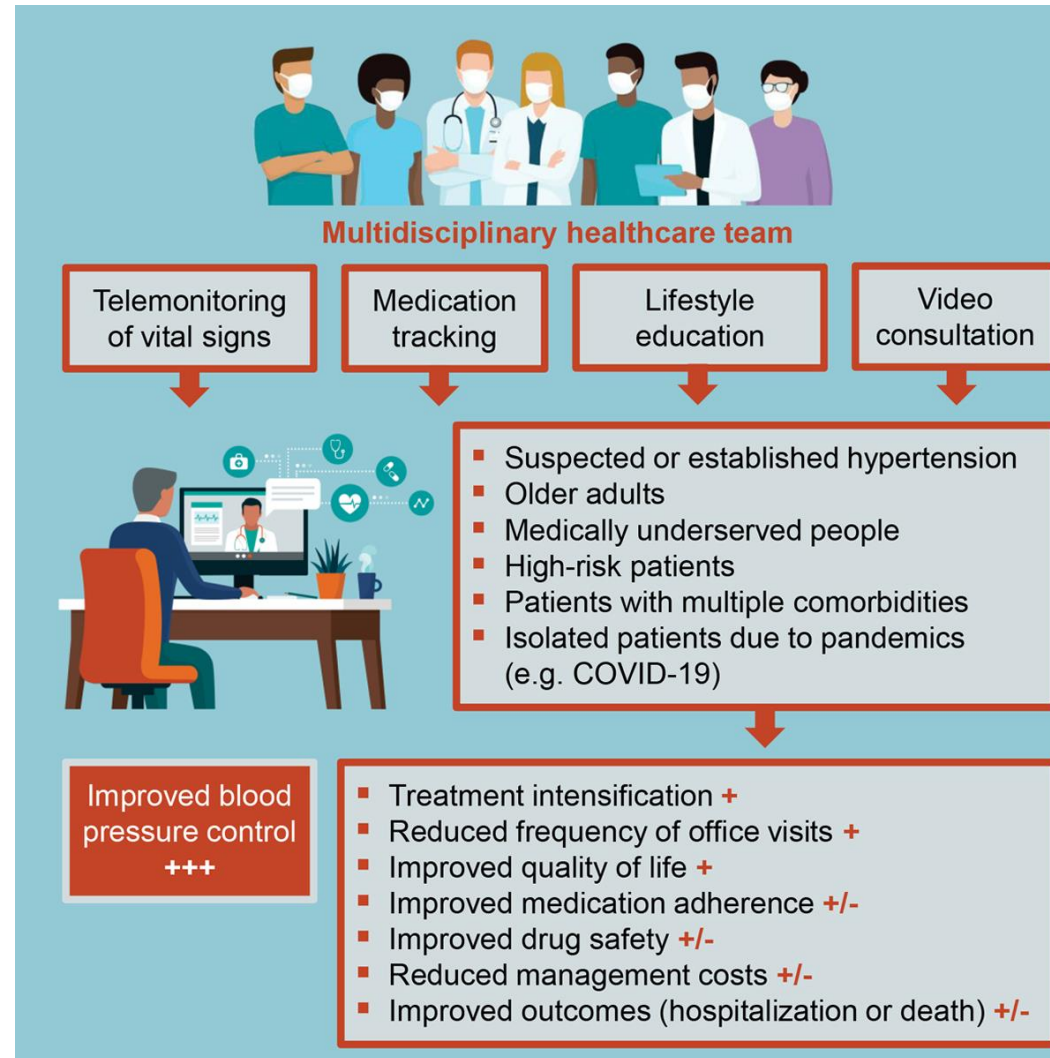 Multidisciplinary healthcare team
Telemonitoring
of vital signs
Medication
tracking
Lifestyle
education
Video
consultation
▪ Suspected or established hypertension
▪ Older adults
▪ Medically underserved people
▪ High-risk patients
▪ Patients with multiple comorbidities
▪ Isolated patients due to pandemics
(e.g. COVID-19)
Improved blood
pressure control
+++
▪ Treatment intensification +
▪ Reduced frequency of office visits +
▪ Improved quality of life +
▪ Improved medication adherence +/-
▪ Improved drug safety +/-
▪ Reduced management costs +/-
▪ Improved outcomes (hospitalization or death) +/-